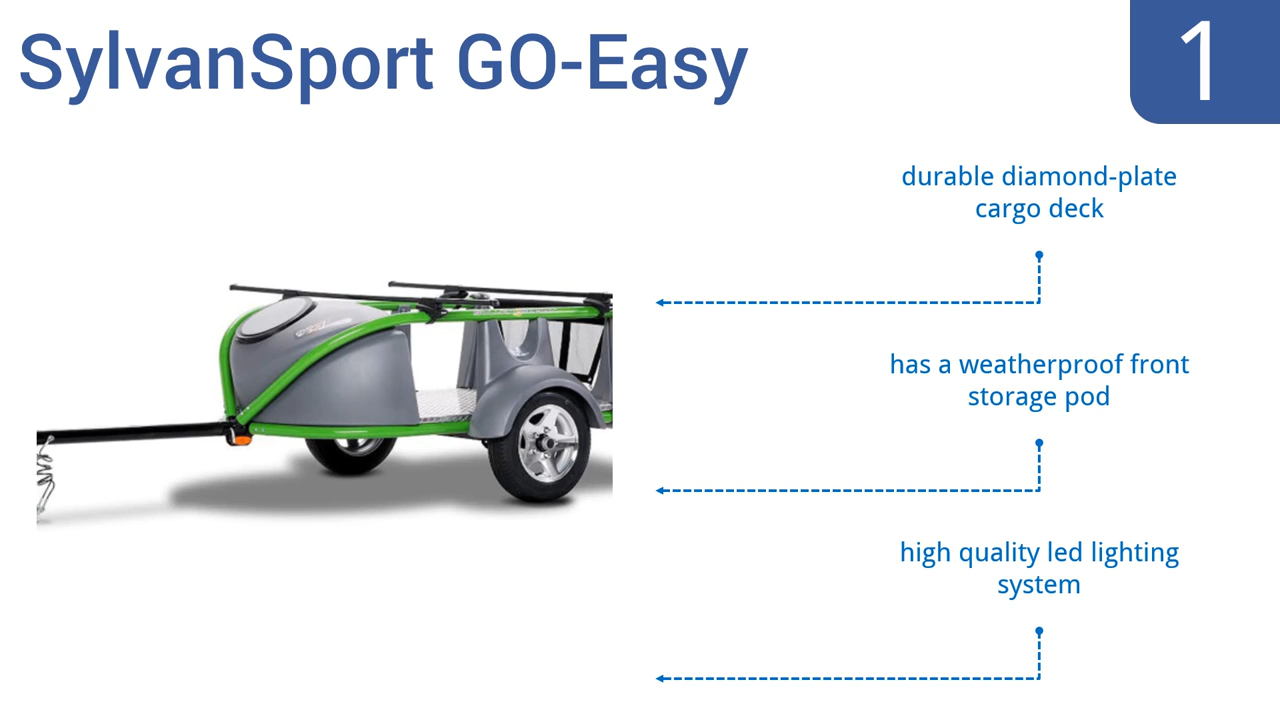 SylvanSport GO-Easy
1
durable diamond-plate
cargo deck
has a weatherproof front
storage pod
high quality led lighting
system